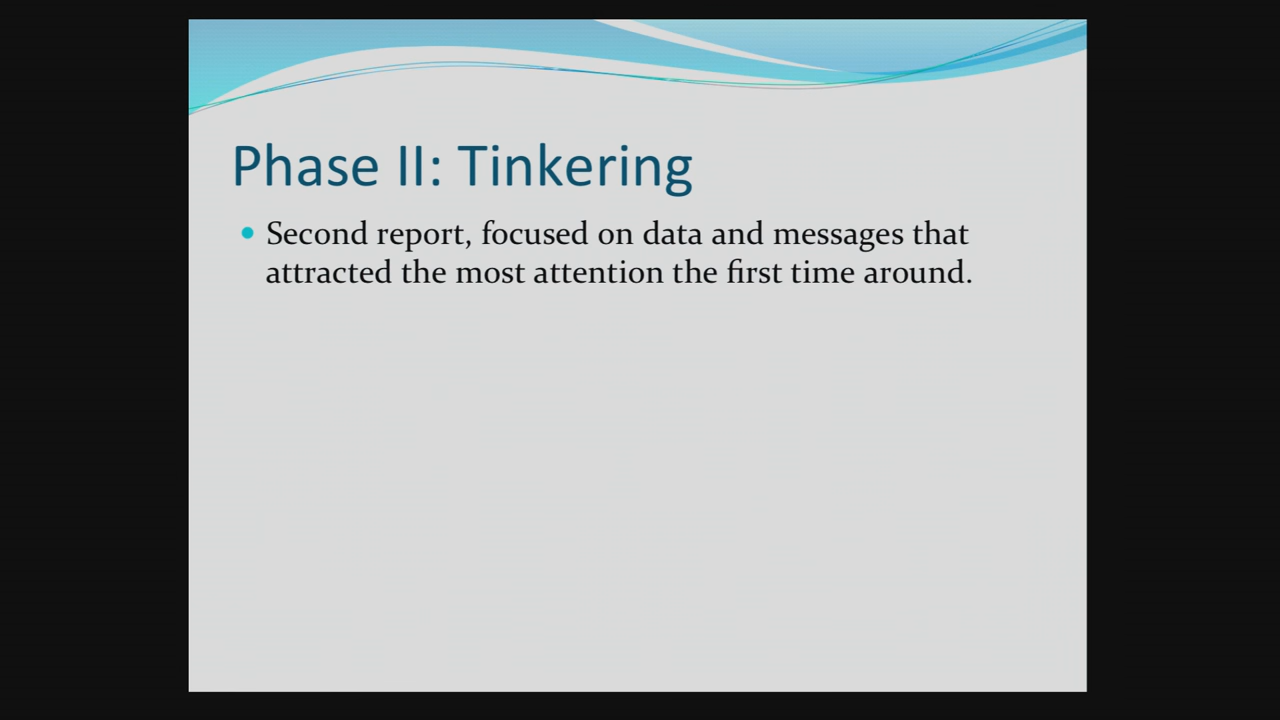 Phase II: Tinkering
Second report, focused on data and messages that
attracted the most attention the first time around.